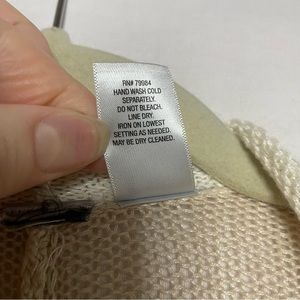 RN# 79984
HAND WASH COLD
SEPARATELY.
DO NOT BLEACH.
LINE DRY.
IRON ON LOWEST
SETTING AS NEEDED.
MAY BE DRY CLEANED.